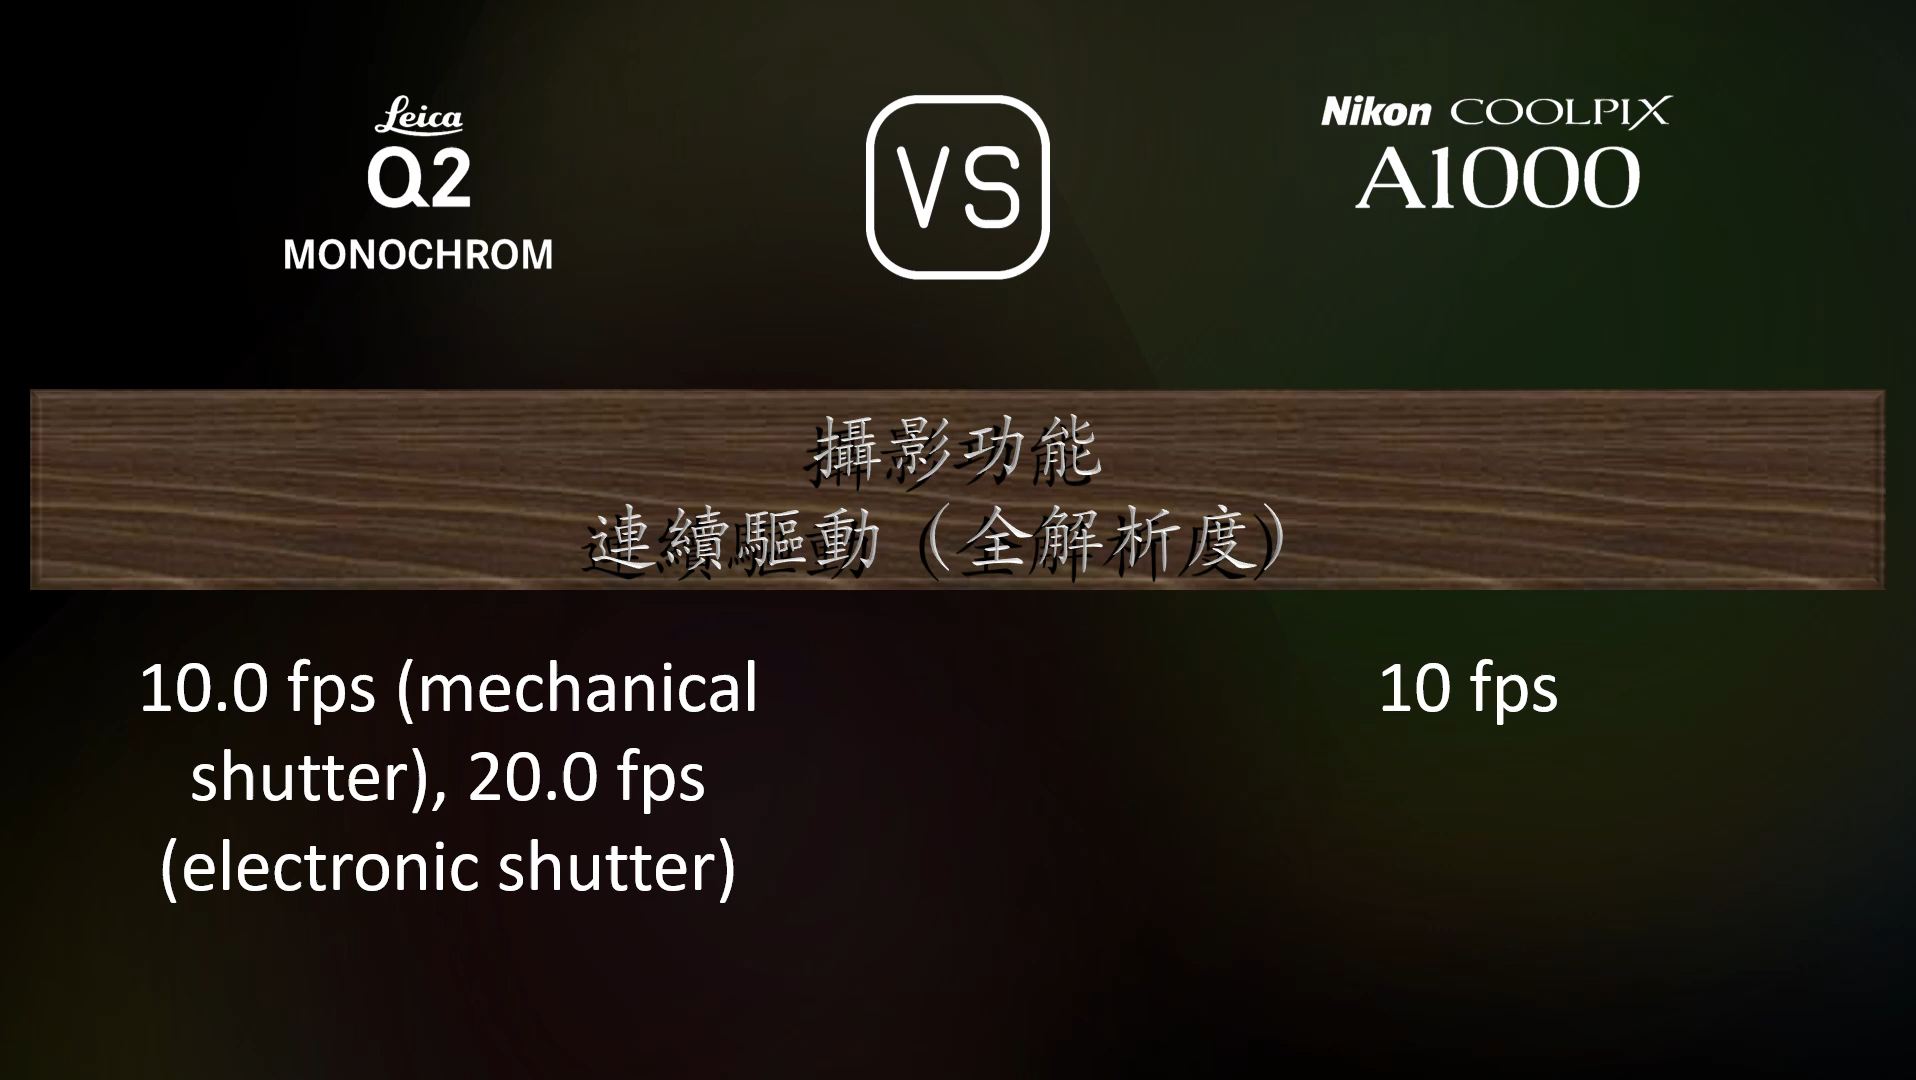 Leica
Q2
MONOCHROM
VS
Nikon COOLPIX
A1000
攝影功能
連續驅動（全解析度）
10.0 fps (mechanical
shutter), 20.0 fps
(electronic shutter)
10 fps